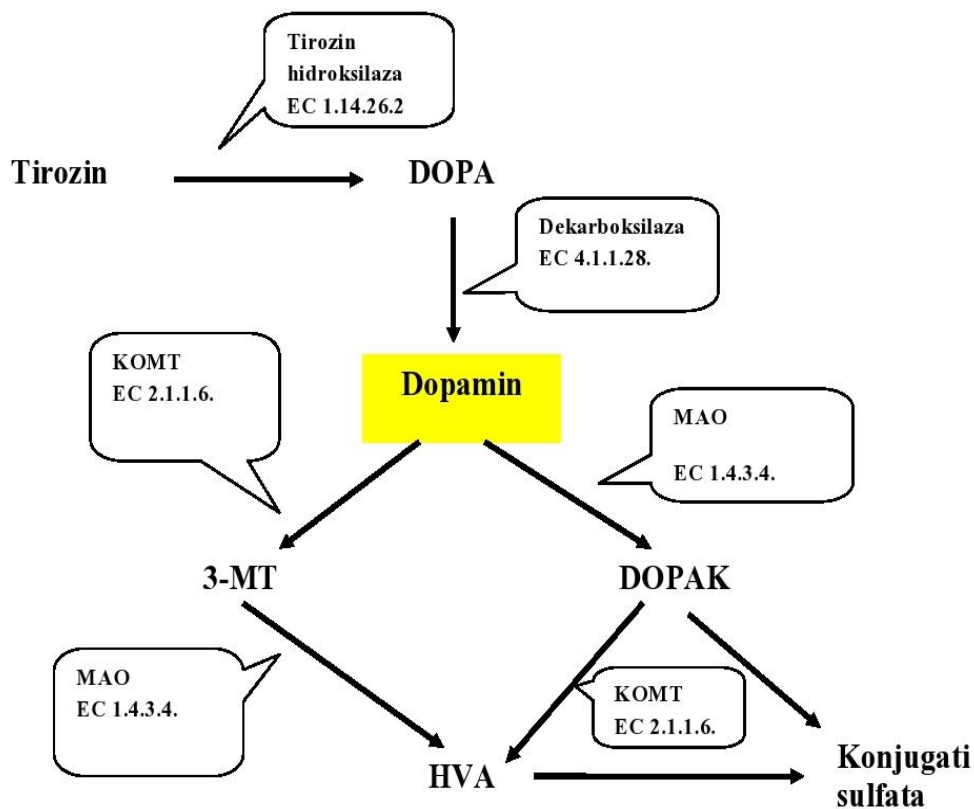 Tirozin
hidroksilaza
EC 1.14.26.2
Tirozin
DOPA
Dekarboksilaza
EC 4.1.1.28.
KOMT
EC 2.1.1.6.
Dopamin
MAO
EC 1.4.3.4.
3-MT
DOPAK
MAO
EC 1.4.3.4.
KOMT
EC 2.1.1.6.
HVA
Konjugati
sulfata